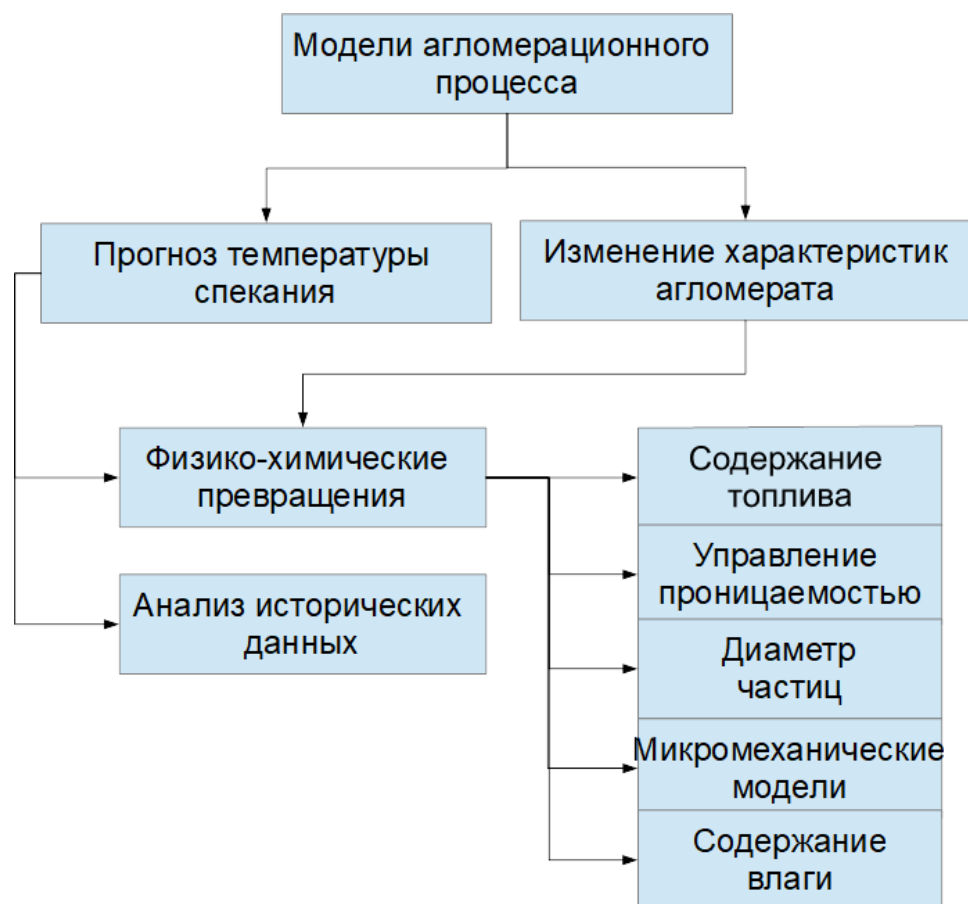 Модели агломерационного
процесса
Прогноз температуры
спекания
Изменение характеристик
агломерата
Физико-химические
превращения
Анализ исторических
данных
Содержание
топлива
Управление
проницаемостью
Диаметр
частиц
Микромеханические
модели
Содержание
влаги